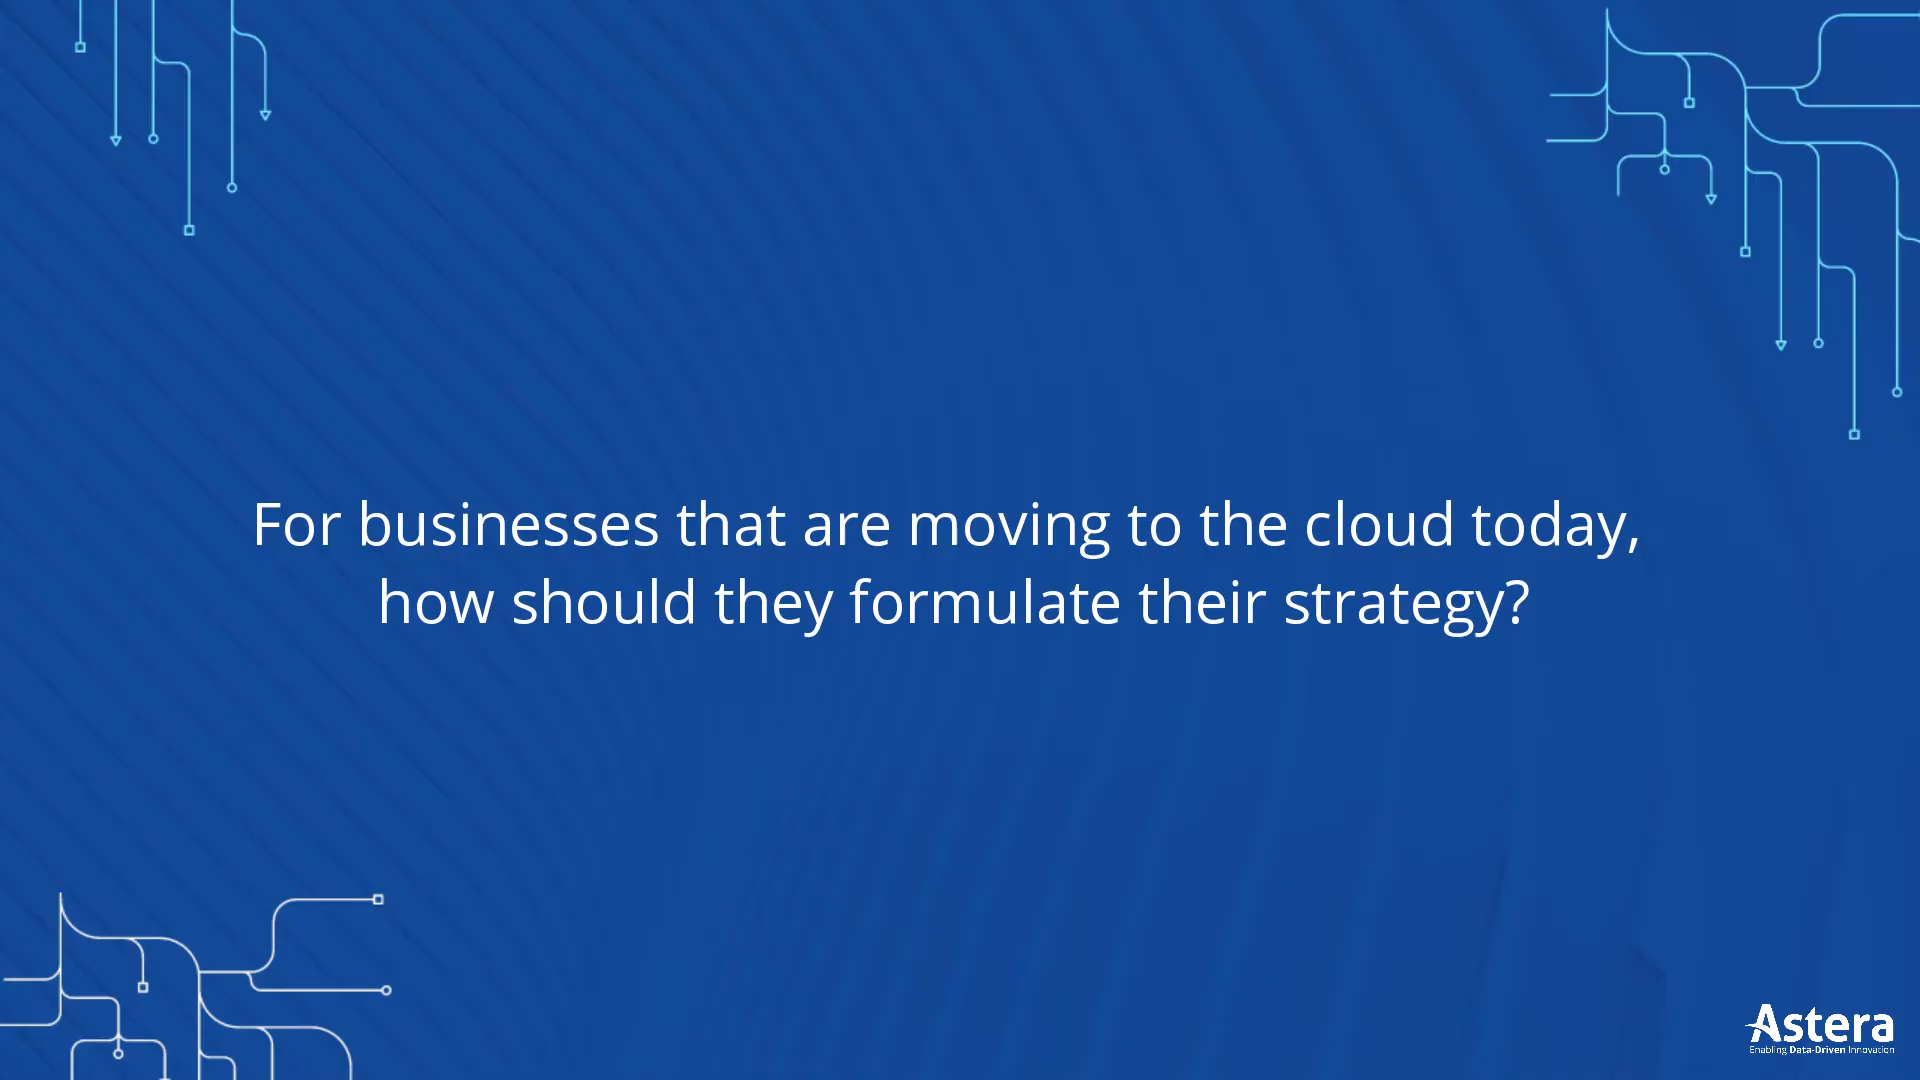 For businesses that are moving to the cloud today,
how should they formulate their strategy?
Astera
Enabling Data-Driven Innovation